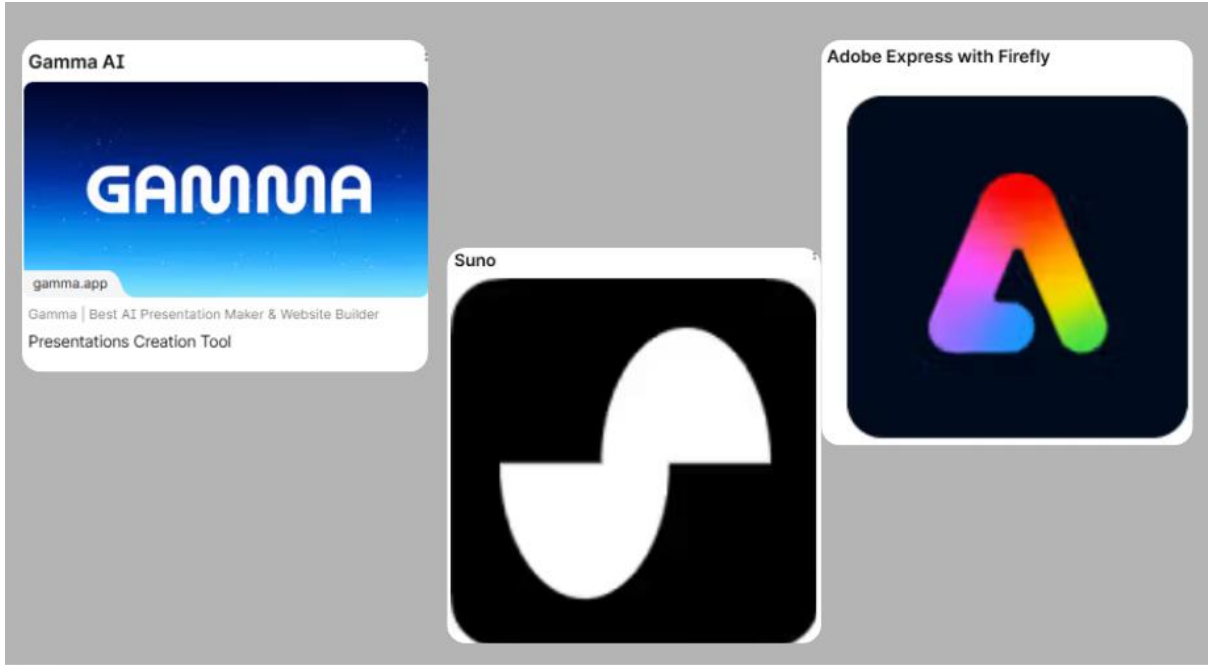 Gamma AI
GAMMA
gamma.app
Gamma | Best AI Presentation Maker & Website Builder
Presentations Creation Tool
Suno
Adobe Express with Firefly